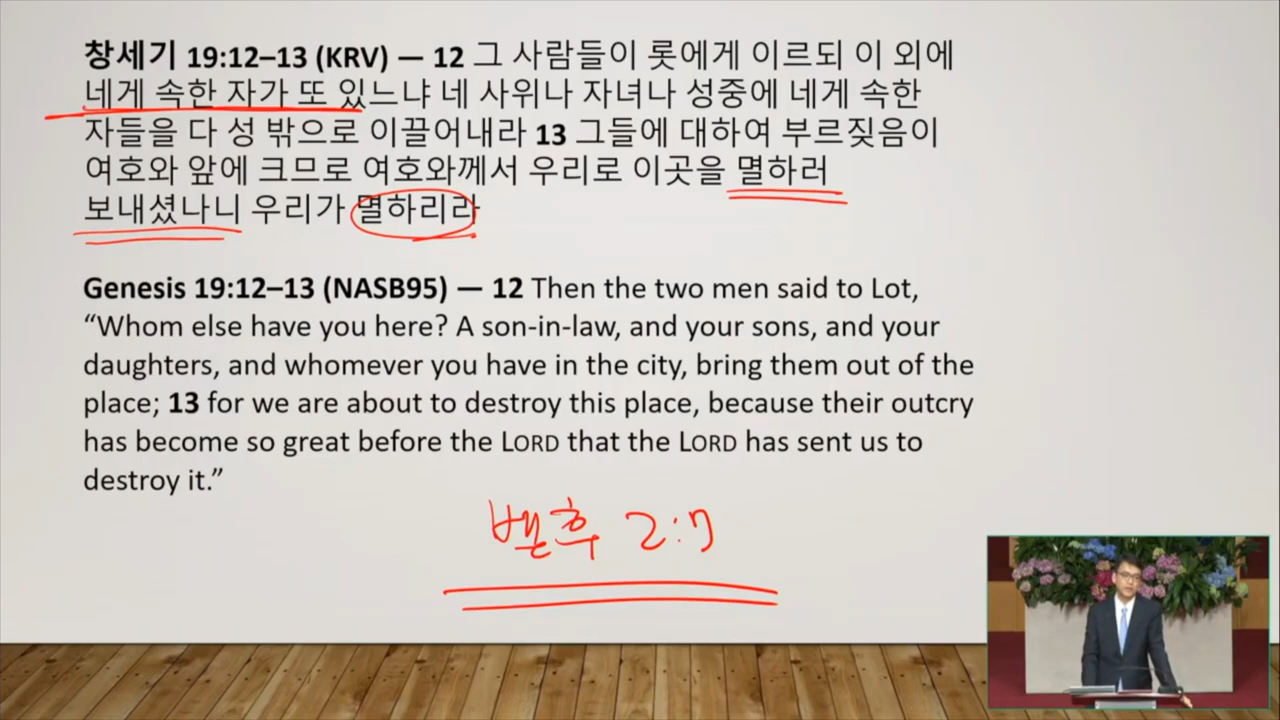 창세기 19:12–13 (KRV) — 12 그 사람들이 롯에게 이르되 이 외에
네게 속한 자가 또 있느냐 네 사위나 자녀나 성중에 네게 속한
자들을 다 성 밖으로 이끌어내라 13 그들에 대하여 부르짖음이
여호와 앞에 크므로 여호와께서 우리로 이곳을 멸하러
보내셨나니 우리가 멸하리라
Genesis 19:12–13 (NASB95) — 12 Then the two men said to Lot,
“Whom else have you here? A son-in-law, and your sons, and your
daughters, and whomever you have in the city, bring them out of the
place; 13 for we are about to destroy this place, because their outcry
has become so great before the LORD that the LORD has sent us to
destroy it.”
벧후 2:7